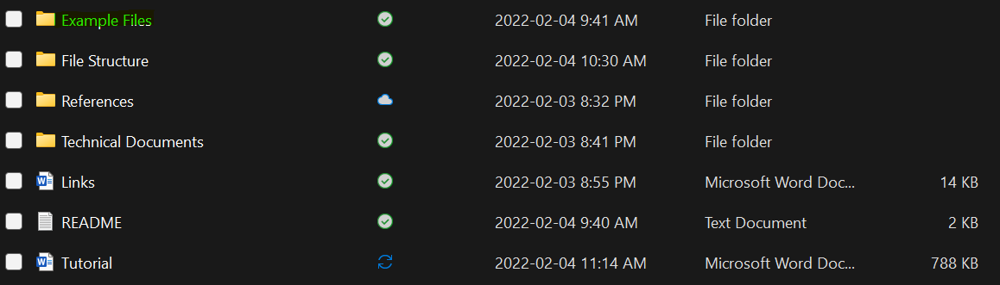 Example Files 2022-02-04 9:41 AM File folder
File Structure 2022-02-04 10:30 AM File folder
References 2022-02-03 8:32 PM File folder
Technical Documents 2022-02-03 8:41 PM File folder
Links 2022-02-03 8:55 PM Microsoft Word Doc... 14 KB
README 2022-02-04 9:40 AM Text Document 2 KB
Tutorial 2022-02-04 11:14 AM Microsoft Word Doc... 788 KB